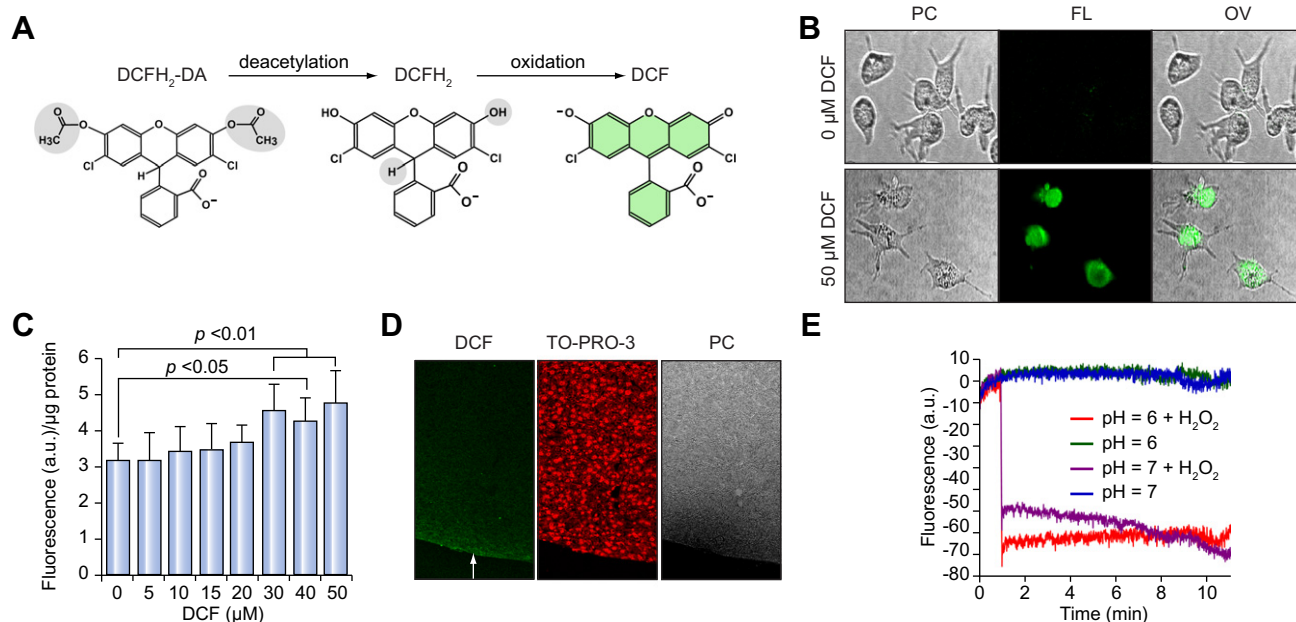 A
DCFH2-DA
deacetylation
DCFH2
oxidation
DCF
O
H3C
O
O
O
O
CH3
Cl
Cl
H
O
O−
HO
O
OH
Cl
Cl
H
O
O−
−O
O
O
Cl
Cl
O
O−
B
PC
FL
OV
0 µM DCF
50 µM DCF
C
p <0.01
p <0.05
Fluorescence (a.u.)/µg protein
6
5
4
3
2
1
0
0 5 10 15 20 30 40 50
DCF (µM)
D
DCF
TO-PRO-3
PC
E
Fluorescence (a.u.)
10
0
-10
-50
-60
-70
-80
pH = 6 + H2O2
pH = 6
pH = 7 + H2O2
pH = 7
0 2 4 6 8 10
Time (min)